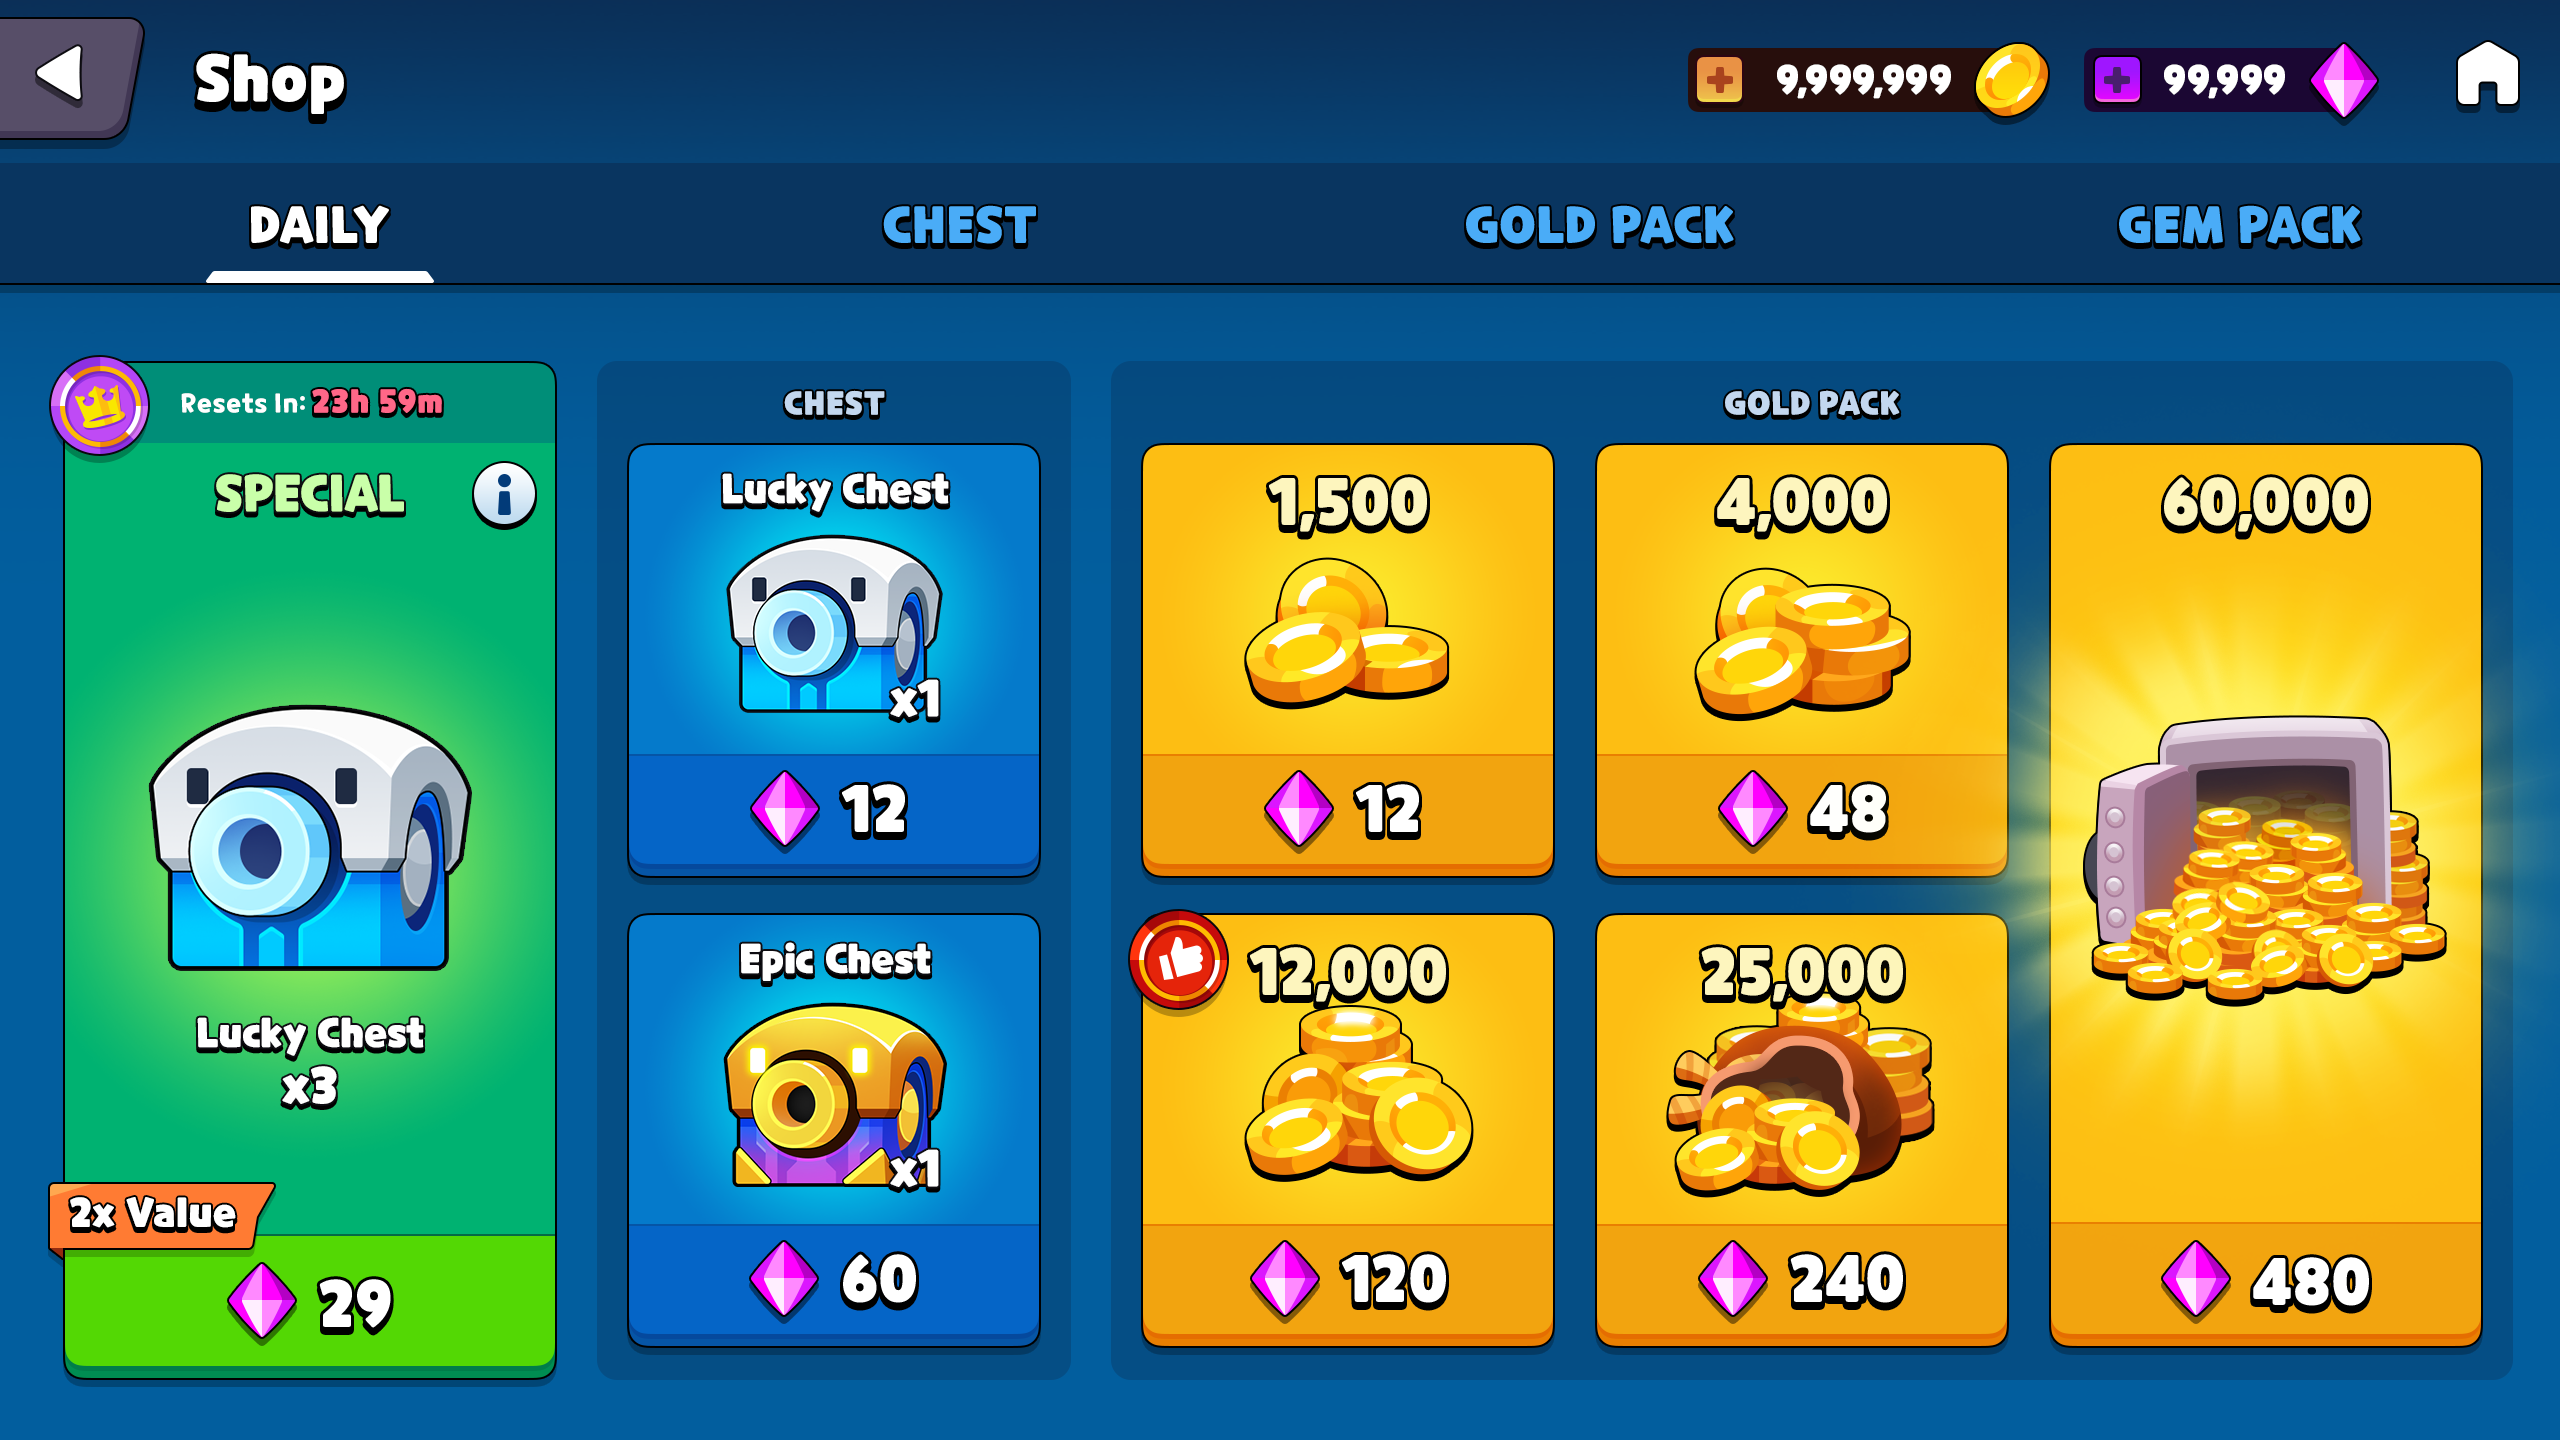 Shop
9,999,999
99,999
DAILY
CHEST
GOLD PACK
GEM PACK
Resets In: 23h 59m
SPECIAL
Lucky Chest
x3
2x Value
29
CHEST
Lucky Chest
x1
12
Epic Chest
x1
60
GOLD PACK
1,500
12
4,000
48
12,000
120
25,000
240
60,000
480